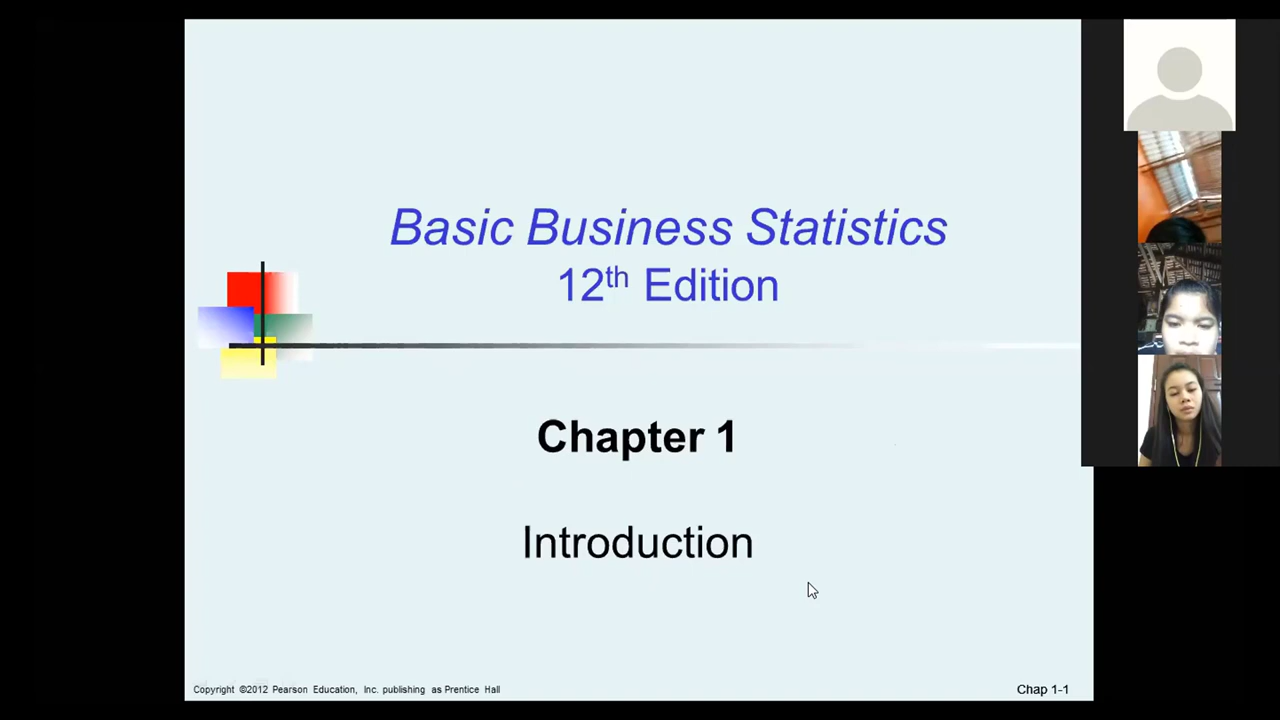 Basic Business Statistics
12th Edition
Chapter 1
Introduction
Copyright ©2012 Pearson Education, Inc. publishing as Prentice Hall
Chap 1-1